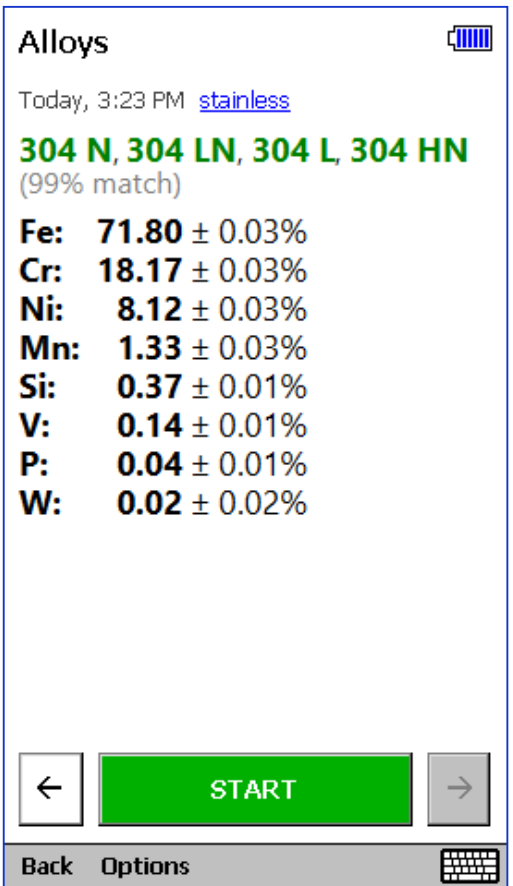 Alloys
Today, 3:23 PM stainless
304 N, 304 LN, 304 L, 304 HN
(99% match)
Fe: 71.80 ± 0.03%
Cr: 18.17 ± 0.03%
Ni: 8.12 ± 0.03%
Mn: 1.33 ± 0.03%
Si: 0.37 ± 0.01%
V: 0.14 ± 0.01%
P: 0.04 ± 0.01%
W: 0.02 ± 0.02%
← START →
Back Options